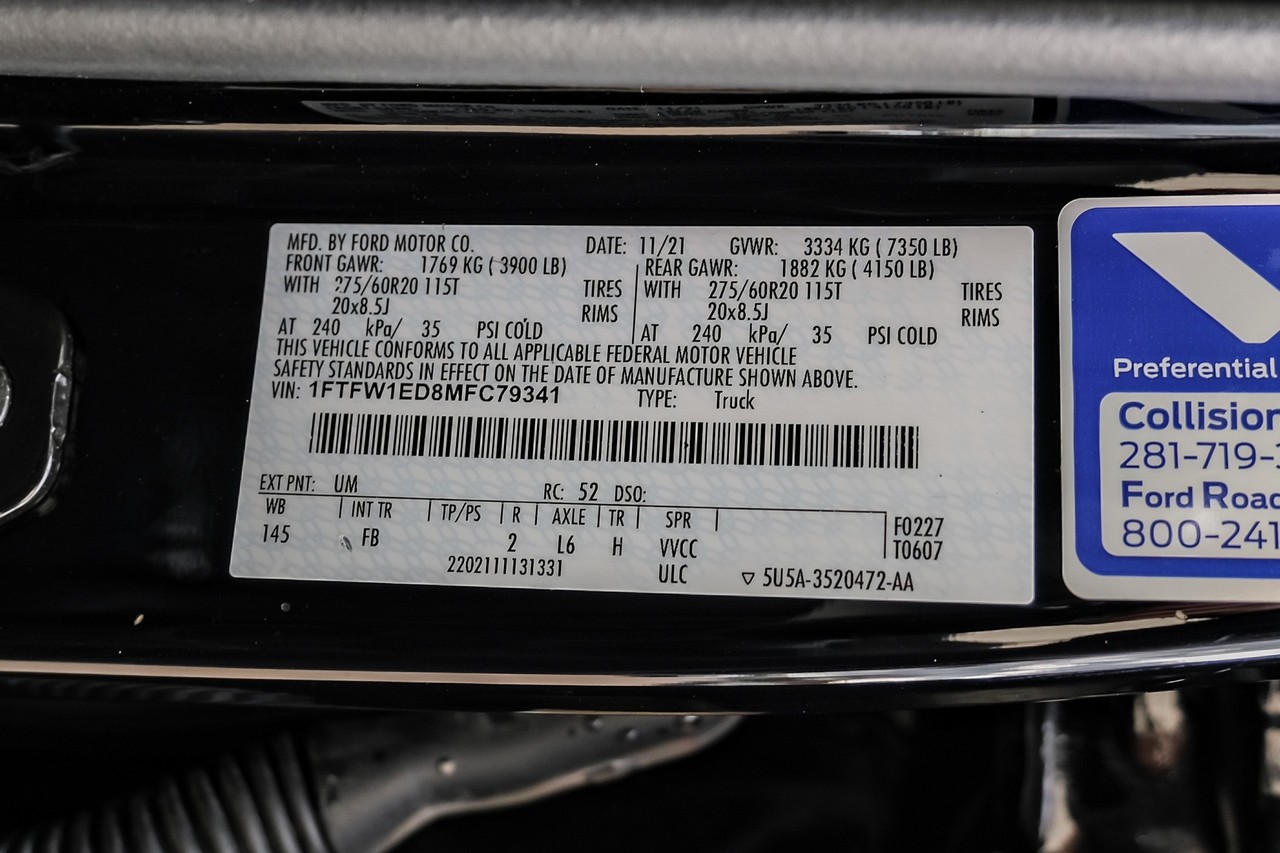 MFD. BY FORD MOTOR CO. DATE: 11/21 GVWR: 3334 KG ( 7350 LB)
FRONT GAWR: 1769 KG ( 3900 LB) REAR GAWR: 1882 KG ( 4150 LB)
WITH 275/60R20 115T TIRES WITH 275/60R20 115T TIRES
20x8.5J RIMS 20x8.5J RIMS
AT 240 kPa/ 35 PSI COLD AT 240 kPa/ 35 PSI COLD
THIS VEHICLE CONFORMS TO ALL APPLICABLE FEDERAL MOTOR VEHICLE
SAFETY STANDARDS IN EFFECT ON THE DATE OF MANUFACTURE SHOWN ABOVE.
VIN: 1FTFW1ED8MFC79341 TYPE: Truck
EXT PNT: UM RC: 52 DSO:
WB INT TR TP/PS R AXLE TR SPR F0227
145 FB 2 L6 H VVCC T0607
2202111131331 ULC 5U5A-3520472-AA
Preferential
Collision
281-719-
Ford Road
800-241